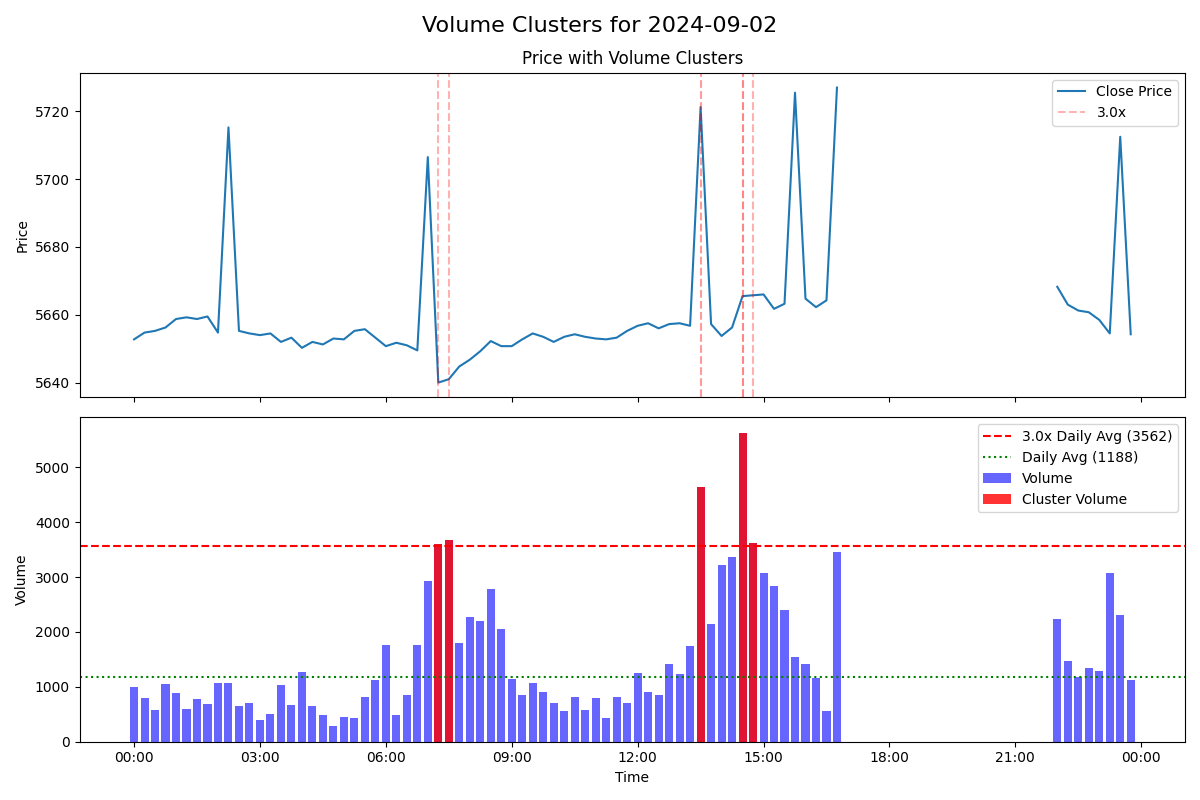 Volume Clusters for 2024-09-02
Price with Volume Clusters
Close Price
3.0x
5720
5700
5680
5660
5640
Price
3.0x Daily Avg (3562)
Daily Avg (1188)
Volume
Cluster Volume
5000
4000
3000
2000
1000
0
Volume
00:00 03:00 06:00 09:00 12:00 15:00 18:00 21:00 00:00
Time